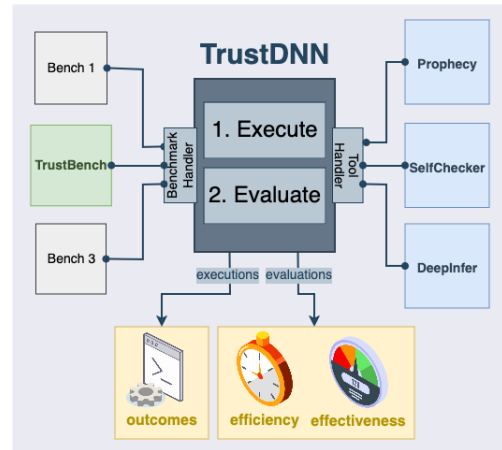 TrustDNN
Bench 1
TrustBench
Bench 3
Benchmark
Handler
1. Execute
2. Evaluate
Tool
Handler
Prophecy
SelfChecker
DeepInfer
executions
evaluations
outcomes
efficiency
effectiveness